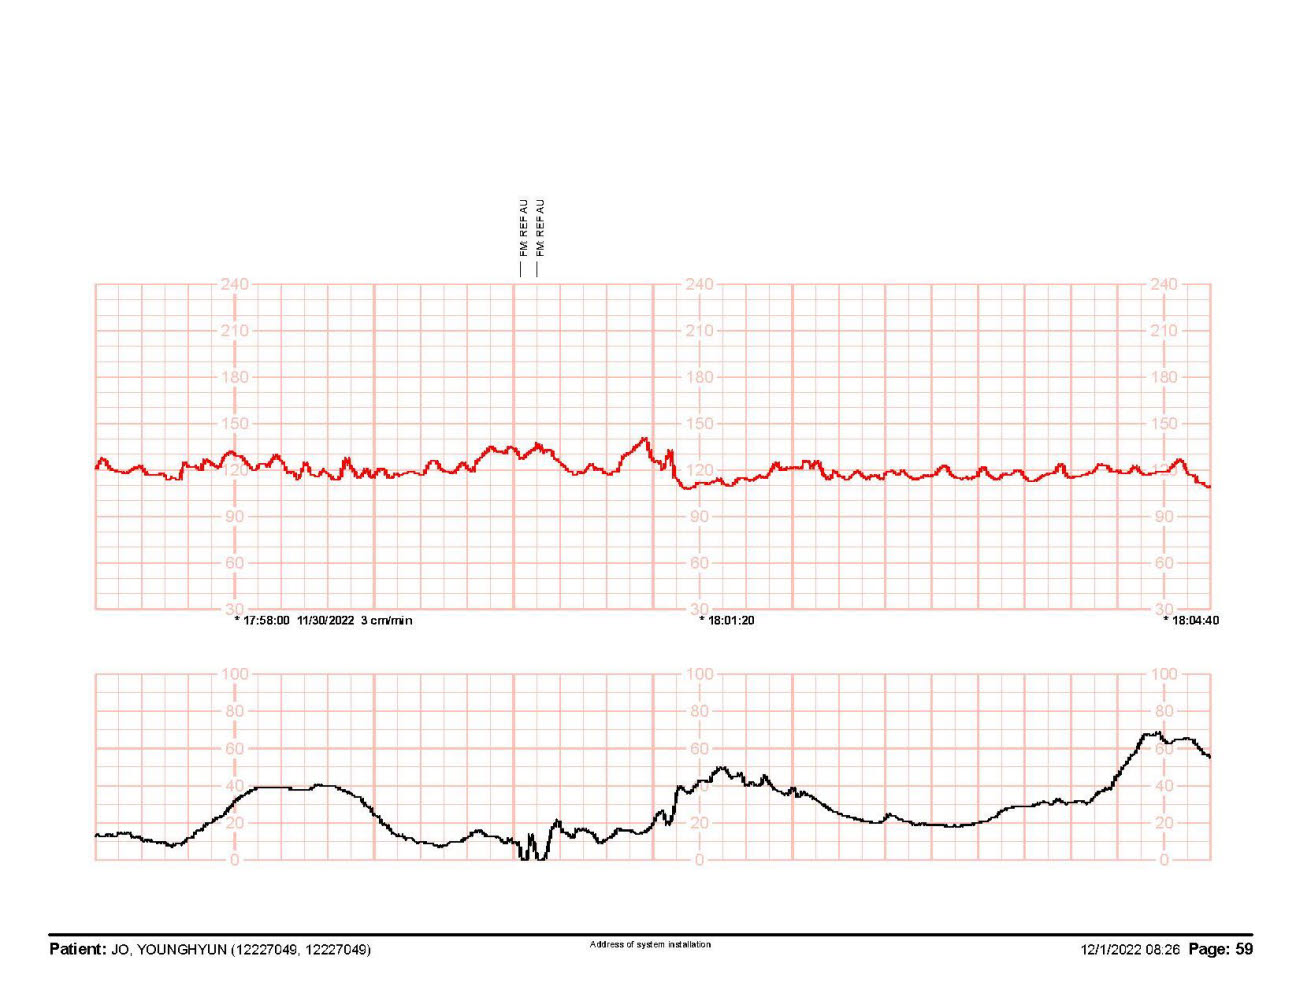 FM: REF AU
FM: REF AU
240 240 240
210 210 210
180 180 180
150 150 150
120 120 120
90 90 90
60 60 60
30 30 30
* 17:58:00 11/30/2022 3 cm/min * 18:01:20 * 18:04:40
100 100 100
80 80 80
60 60 60
40 40 40
20 20 20
0 0 0
Patient: JO, YOUNGHYUN (12227049, 12227049) Address of system installation 12/1/2022 08:26 Page: 59